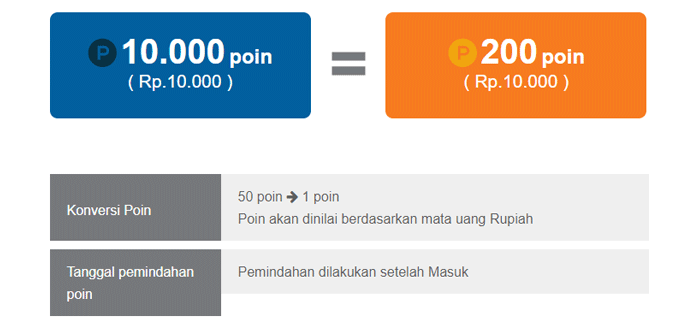 P 10.000 poin
( Rp.10.000 )
=
P 200 poin
( Rp.10.000 )
Konversi Poin
50 poin → 1 poin
Poin akan dinilai berdasarkan mata uang Rupiah
Tanggal pemindahan
poin
Pemindahan dilakukan setelah Masuk